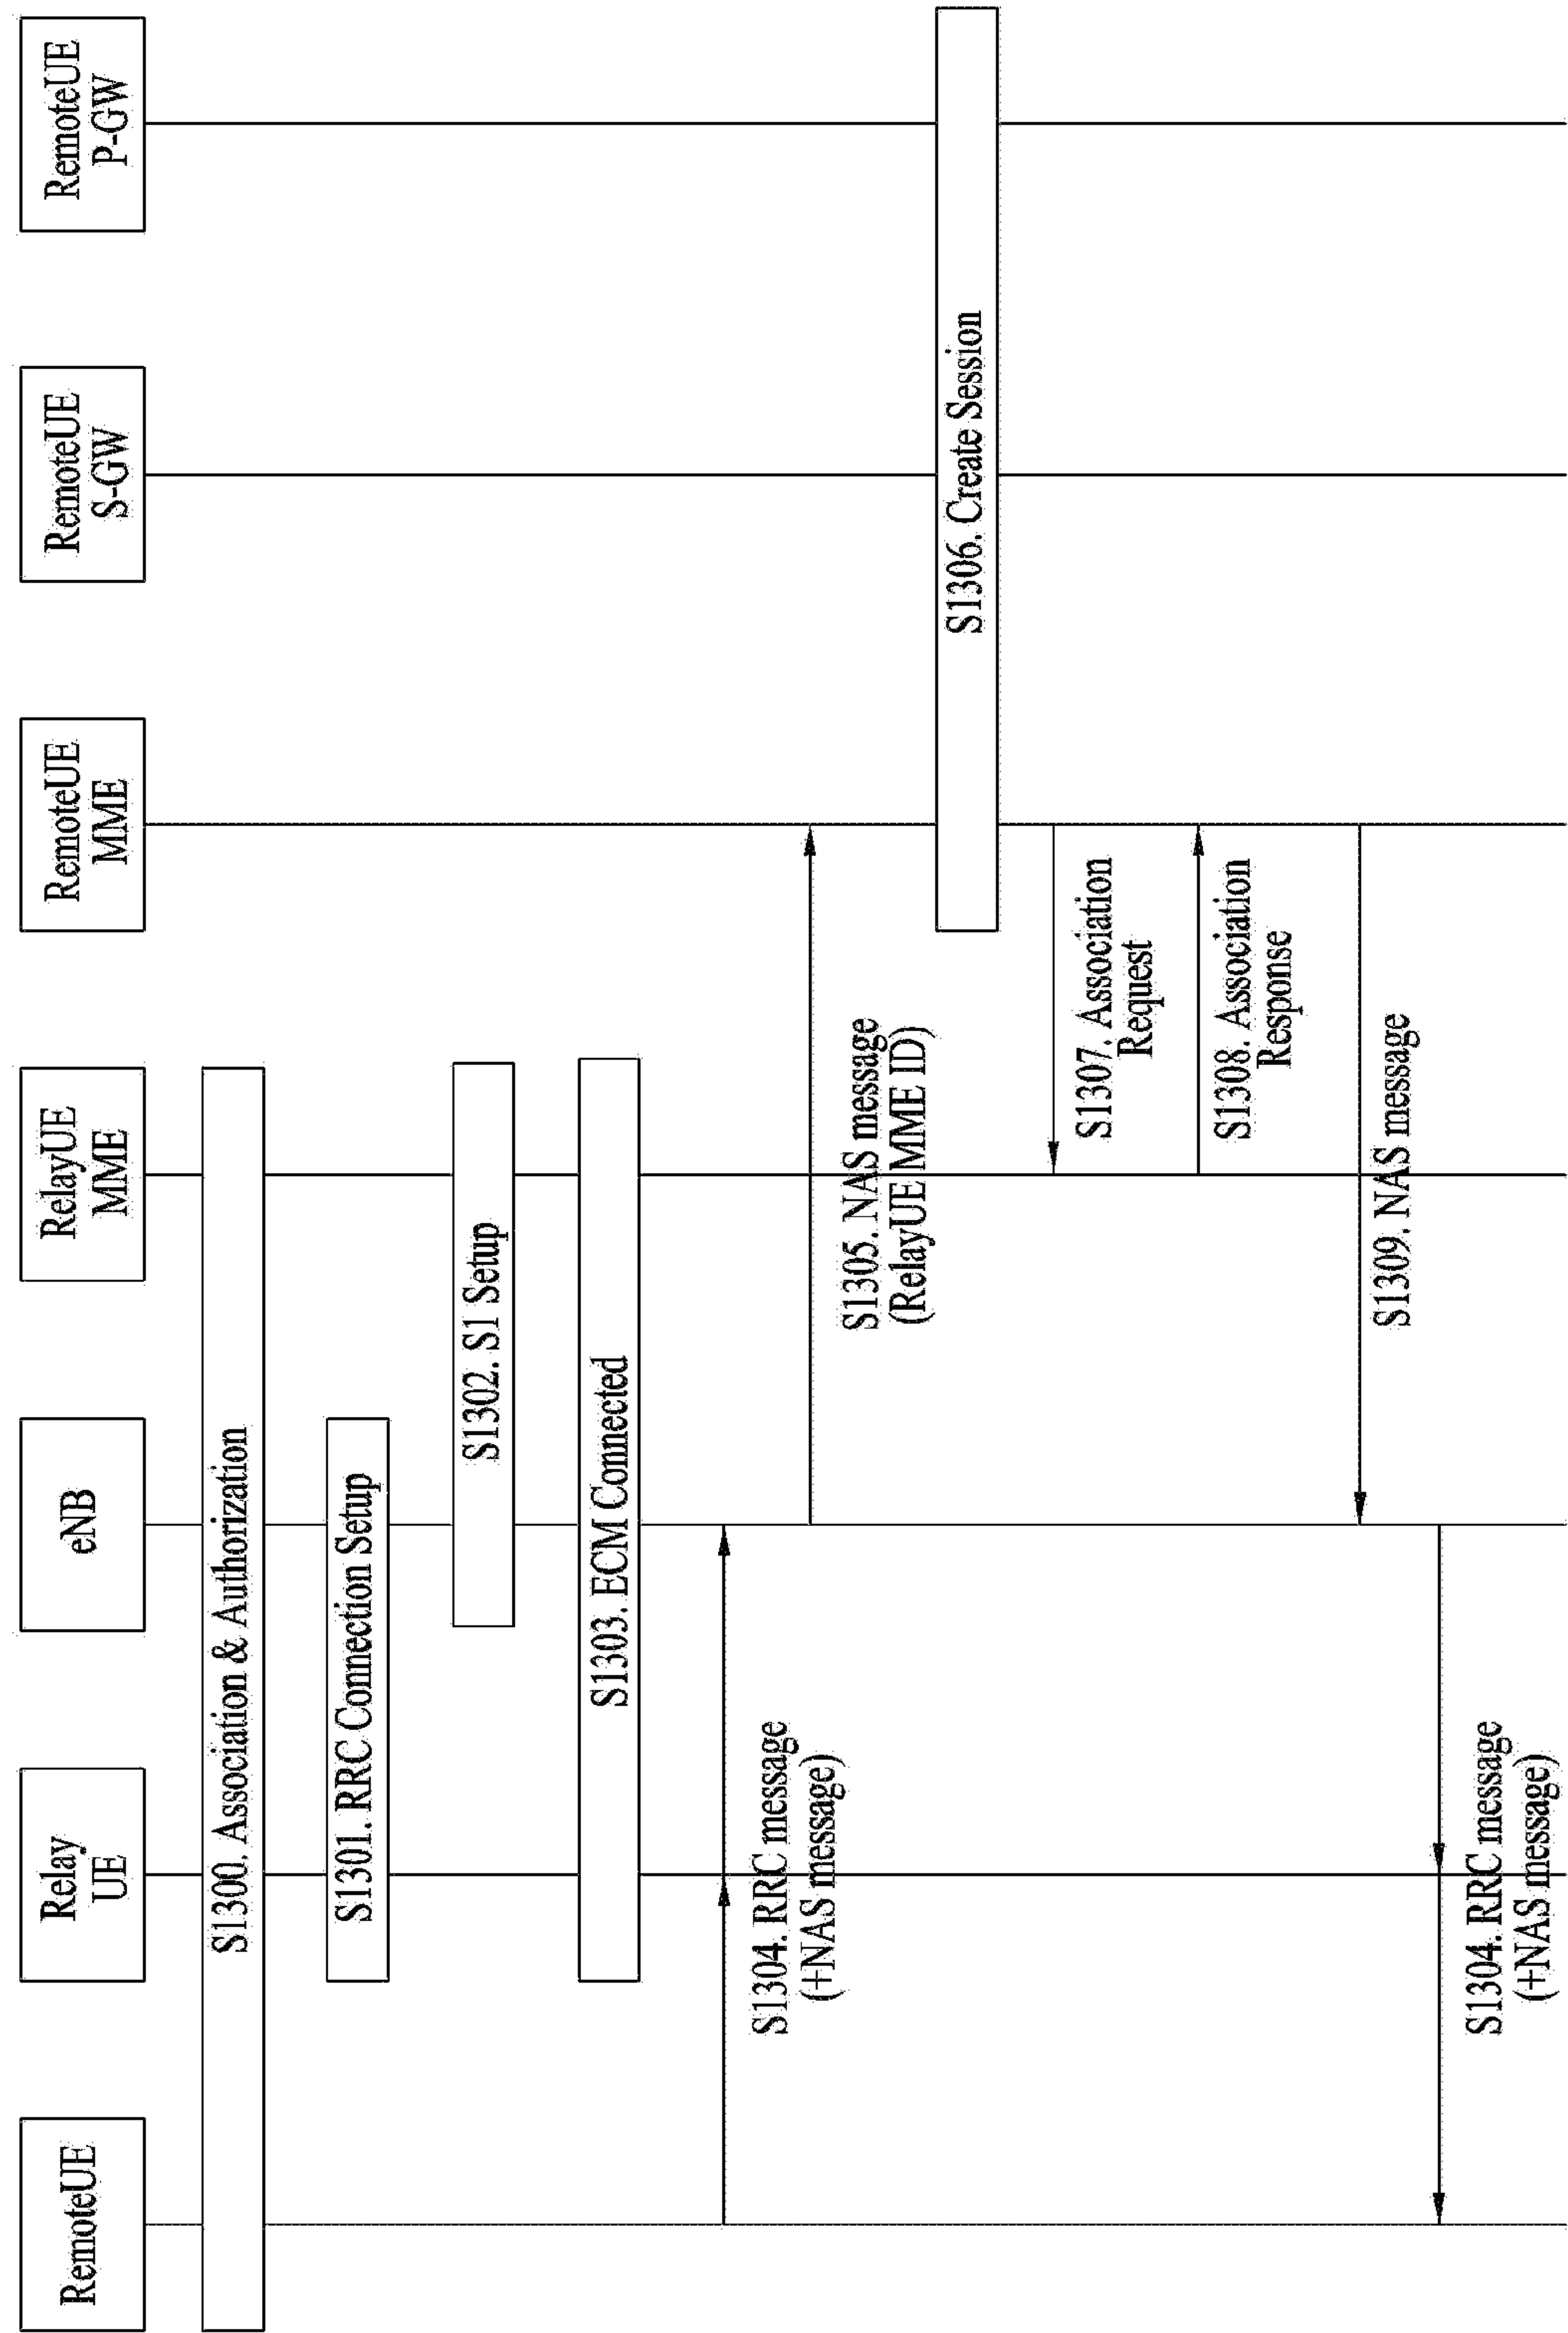 RemoteUE
Relay
UE
eNB
RelayUE
MME
RemoteUE
MME
RemoteUE
S-GW
RemoteUE
P-GW
S1300. Association & Authorization
S1301. RRC Connection Setup
S1302. S1 Setup
S1303. ECM Connected
S1304. RRC message
(+NAS message)
S1305. NAS message
(RelayUE MME ID)
S1306. Create Session
S1307. Association
Request
S1308. Association
Response
S1309. NAS message
S1304. RRC message
(+NAS message)